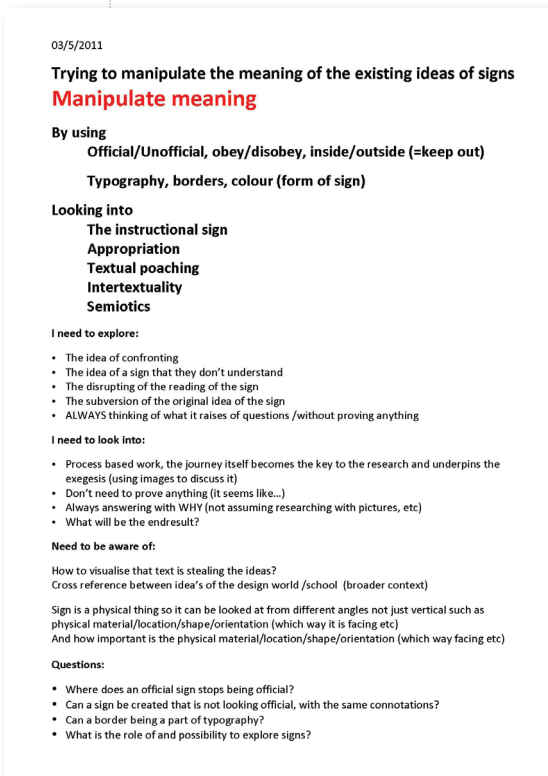 03/5/2011
Trying to manipulate the meaning of the existing ideas of signs
Manipulate meaning
By using
Official/Unofficial, obey/disobey, inside/outside (=keep out)
Typography, borders, colour (form of sign)
Looking into
The instructional sign
Appropriation
Textual poaching
Intertextuality
Semiotics
I need to explore:
• The idea of confronting
• The idea of a sign that they don't understand
• The disrupting of the reading of the sign
• The subversion of the original idea of the sign
• ALWAYS thinking of what it raises of questions /without proving anything
I need to look into:
• Process based work, the journey itself becomes the key to the research and underpins the
exegesis (using images to discuss it)
• Don't need to prove anything (it seems like…)
• Always answering with WHY (not assuming researching with pictures, etc)
• What will be the endresult?
Need to be aware of:
How to visualise that text is stealing the ideas?
Cross reference between idea's of the design world /school (broader context)
Sign is a physical thing so it can be looked at from different angles not just vertical such as
physical material/location/shape/orientation (which way it is facing etc)
And how important is the physical material/location/shape/orientation (which way facing etc)
Questions:
• Where does an official sign stops being official?
• Can a sign be created that is not looking official, with the same connotations?
• Can a border being a part of typography?
• What is the role of and possibility to explore signs?